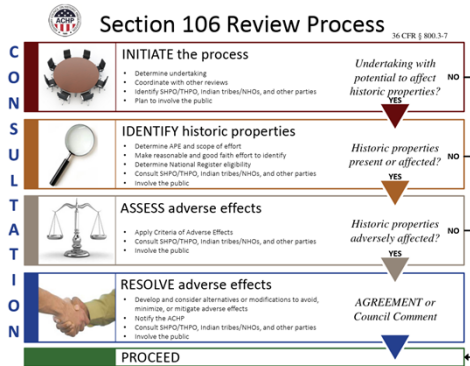 ACHP
Section 106 Review Process
36 CFR § 800.3-7
CONSULTATION
INITIATE the process
• Determine undertaking
• Coordinate with other reviews
• Identify SHPO/THPO, Indian tribes/NHOs, and other parties
• Plan to involve the public
Undertaking with
potential to affect
historic properties?
NO
YES
IDENTIFY historic properties
• Determine APE and scope of effort
• Make reasonable and good faith effort to identify
• Determine National Register eligibility
• Consult SHPO/THPO, Indian tribes/NHOs, and other parties
• Involve the public
Historic properties
present or affected?
NO
YES
ASSESS adverse effects
• Apply Criteria of Adverse Effects
• Consult SHPO/THPO, Indian tribes/NHOs, and other parties
• Involve the public
Historic properties
adversely affected?
NO
YES
RESOLVE adverse effects
• Develop and consider alternatives or modifications to avoid,
minimize, or mitigate adverse effects
• Notify the ACHP
• Consult SHPO/THPO, Indian tribes/NHOs, and other parties
• Involve the public
AGREEMENT or
Council Comment
PROCEED